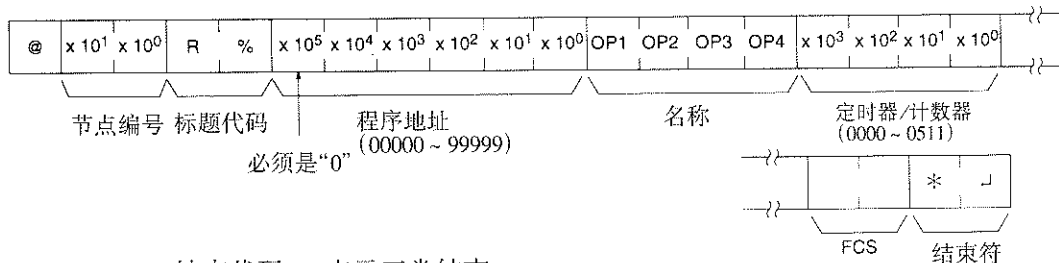 @ x 10¹ x 10⁰ R % x 10⁵ x 10⁴ x 10³ x 10² x 10¹ x 10⁰ OP1 OP2 OP3 OP4 x 10³ x 10² x 10¹ x 10⁰
节点编号 标题代码 程序地址 名称 定时器/计数器
(00000 ~ 99999) (0000 ~ 0511)
必须是“0”
* ↵
FCS 结束符